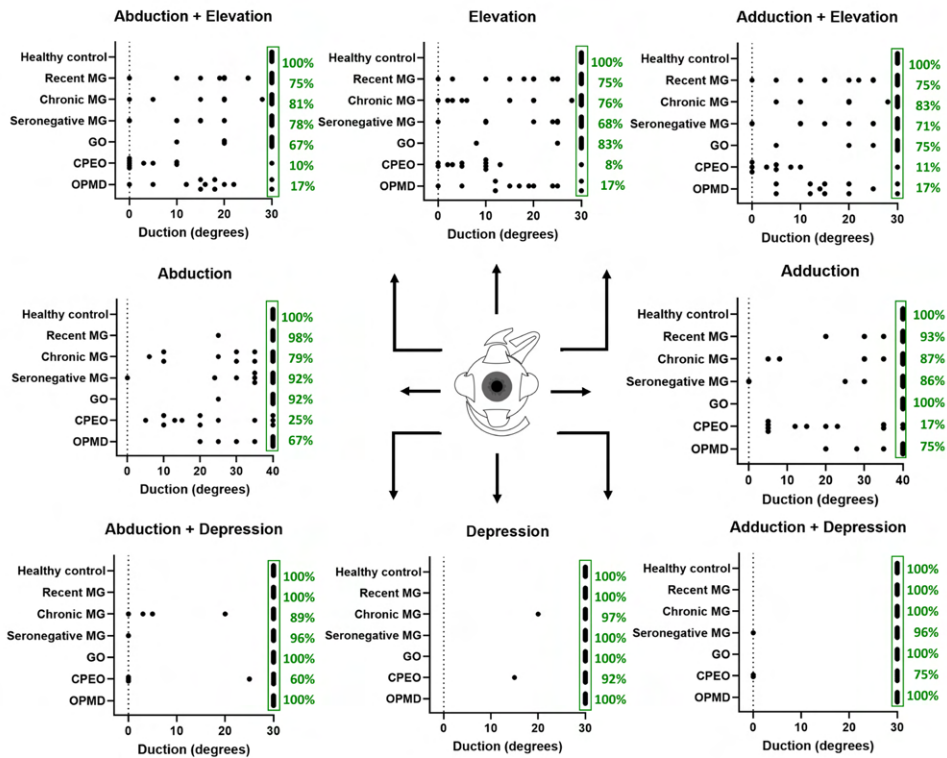 Abduction + Elevation
Healthy control 100%
Recent MG 75%
Chronic MG 81%
Seronegative MG 78%
GO 67%
CPEO 10%
OPMD 17%
0 10 20 30
Duction (degrees)
Elevation
Healthy control 100%
Recent MG 75%
Chronic MG 76%
Seronegative MG 68%
GO 83%
CPEO 8%
OPMD 17%
0 10 20 30
Duction (degrees)
Adduction + Elevation
Healthy control 100%
Recent MG 75%
Chronic MG 83%
Seronegative MG 71%
GO 75%
CPEO 11%
OPMD 17%
0 10 20 30
Duction (degrees)
Abduction
Healthy control 100%
Recent MG 98%
Chronic MG 79%
Seronegative MG 92%
GO 92%
CPEO 25%
OPMD 67%
0 10 20 30 40
Duction (degrees)
Adduction
Healthy control 100%
Recent MG 93%
Chronic MG 87%
Seronegative MG 86%
GO 100%
CPEO 17%
OPMD 75%
0 10 20 30 40
Duction (degrees)
Abduction + Depression
Healthy control 100%
Recent MG 100%
Chronic MG 89%
Seronegative MG 96%
GO 100%
CPEO 60%
OPMD 100%
0 10 20 30
Duction (degrees)
Depression
Healthy control 100%
Recent MG 100%
Chronic MG 97%
Seronegative MG 100%
GO 100%
CPEO 92%
OPMD 100%
0 10 20 30
Duction (degrees)
Adduction + Depression
Healthy control 100%
Recent MG 100%
Chronic MG 100%
Seronegative MG 96%
GO 100%
CPEO 75%
OPMD 100%
0 10 20 30
Duction (degrees)